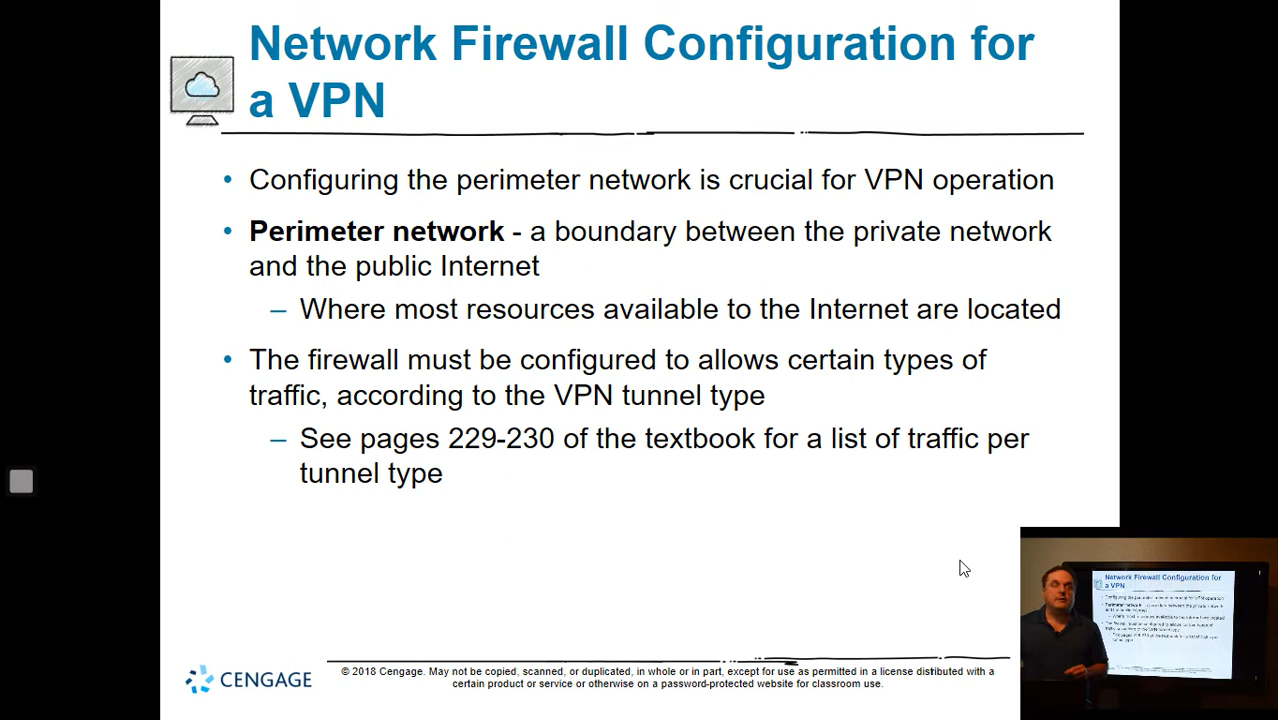 Network Firewall Configuration for
a VPN
• Configuring the perimeter network is crucial for VPN operation
• Perimeter network - a boundary between the private network
and the public Internet
– Where most resources available to the Internet are located
• The firewall must be configured to allows certain types of
traffic, according to the VPN tunnel type
– See pages 229-230 of the textbook for a list of traffic per
tunnel type
CENGAGE
© 2018 Cengage. May not be copied, scanned, or duplicated, in whole or in part, except for use as permitted in a license distributed with a
certain product or service or otherwise on a password-protected website for classroom use.
Network Firewall Configuration for
a VPN